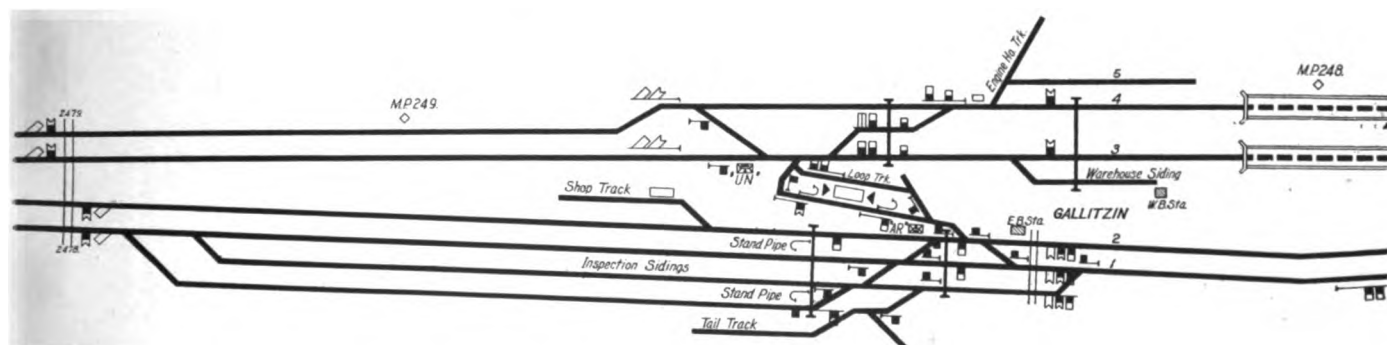 M.P.249.
2479.
Engine Ho. Trk.
5
M.P.248.
4
3
"UN"
Loop Trk.
Warehouse Siding
Shop Track
W.B.Sta.
GALLITZIN
E.B.Sta.
"AR"
2
Stand Pipe
2478.
Inspection Sidings
1
Stand Pipe
Tail Track